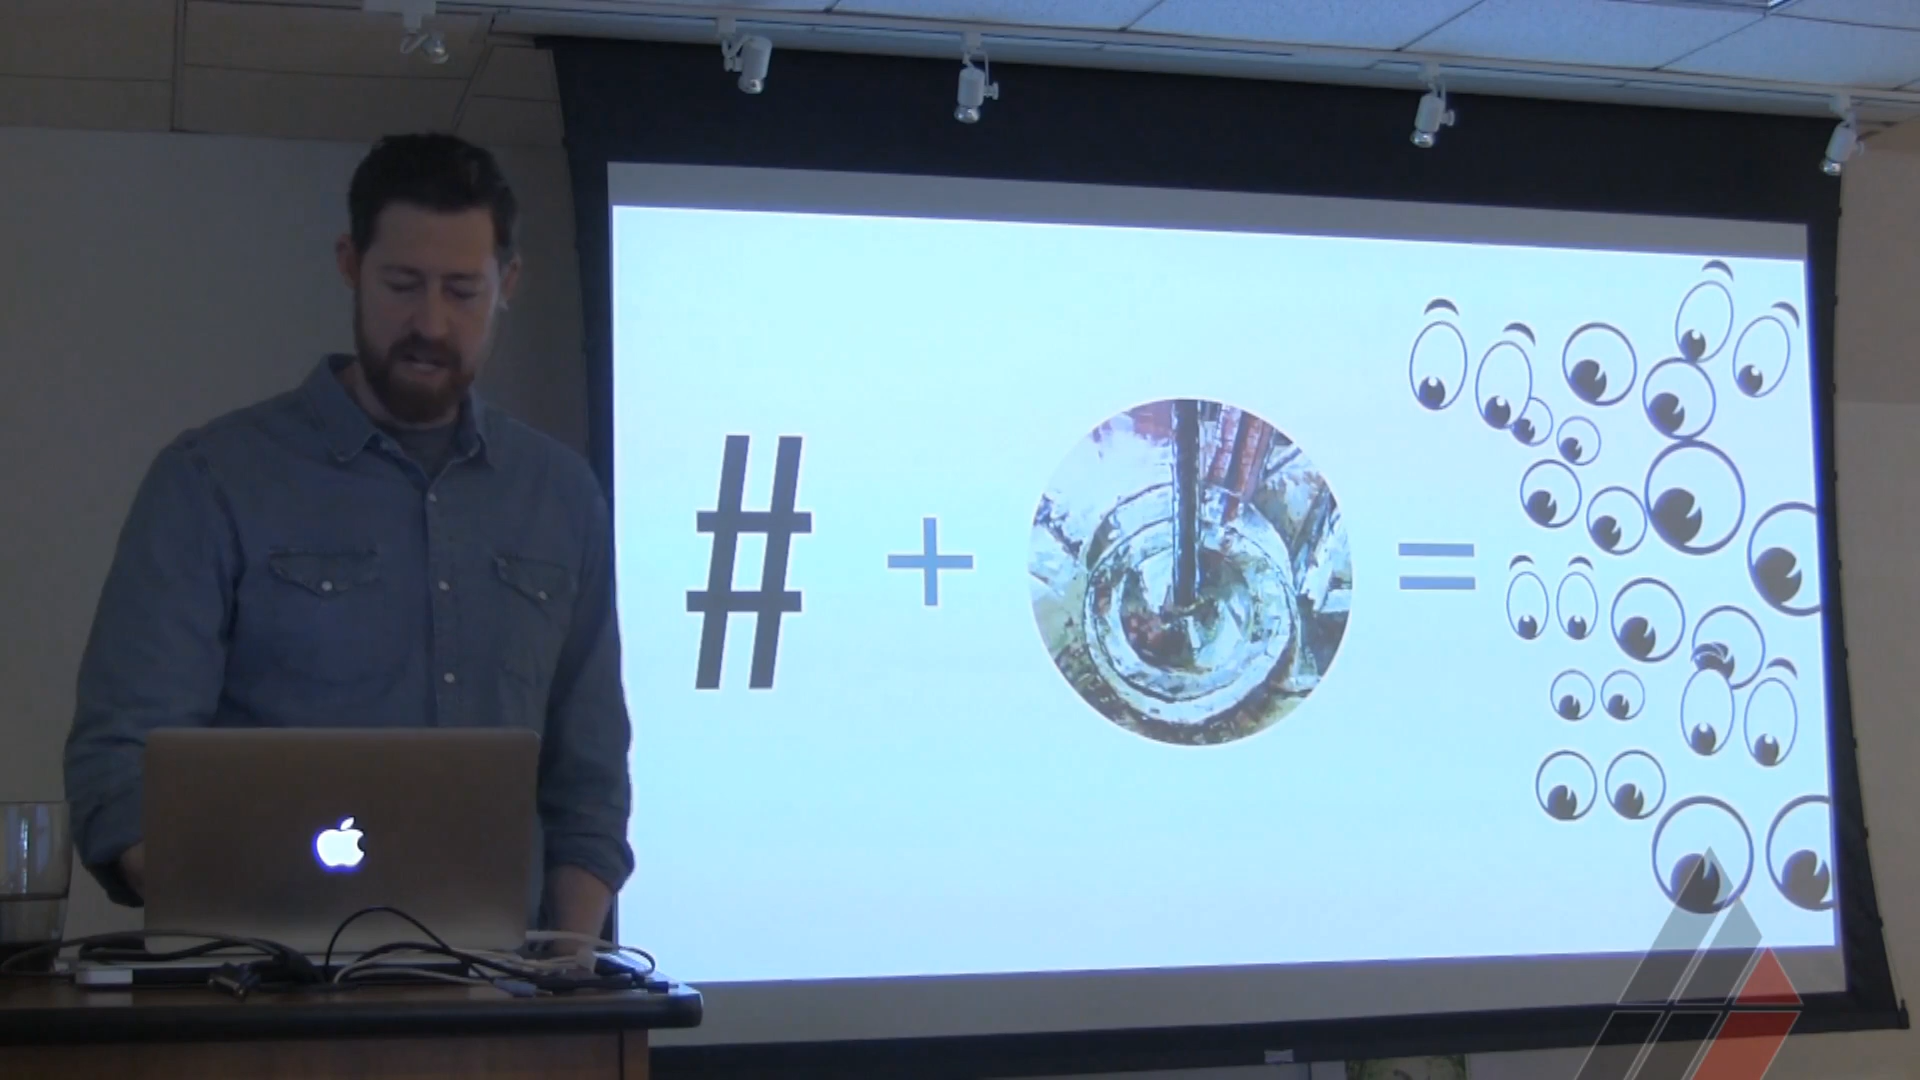 # + =